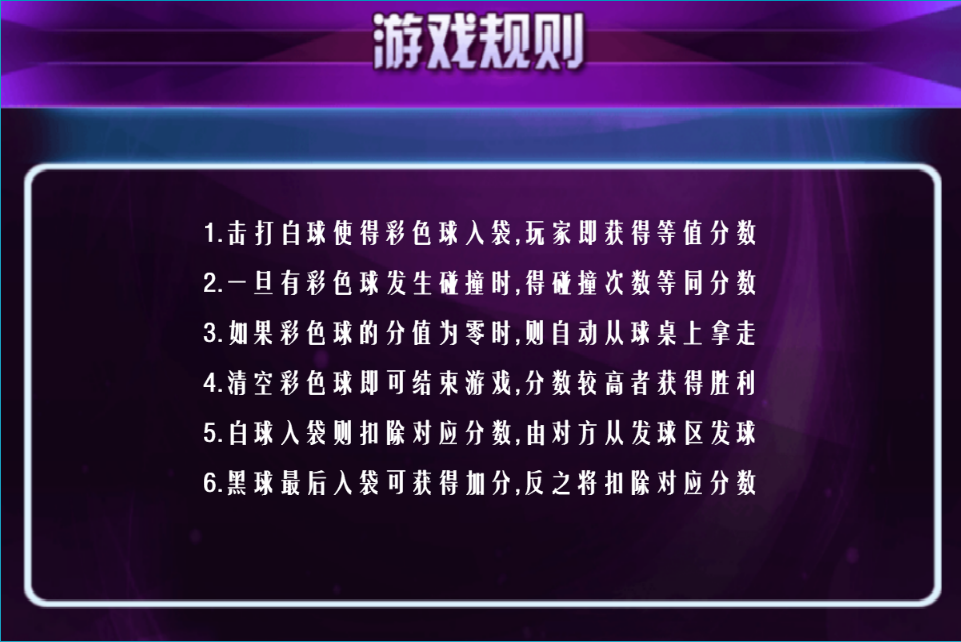 游戏规则
1.击打白球使得彩色球入袋,玩家即获得等值分数
2.一旦有彩色球发生碰撞时,得碰撞次数等同分数
3.如果彩色球的分值为零时,则自动从球桌上拿走
4.清空彩色球即可结束游戏,分数较高者获得胜利
5.白球入袋则扣除对应分数,由对方从发球区发球
6.黑球最后入袋可获得加分,反之将扣除对应分数